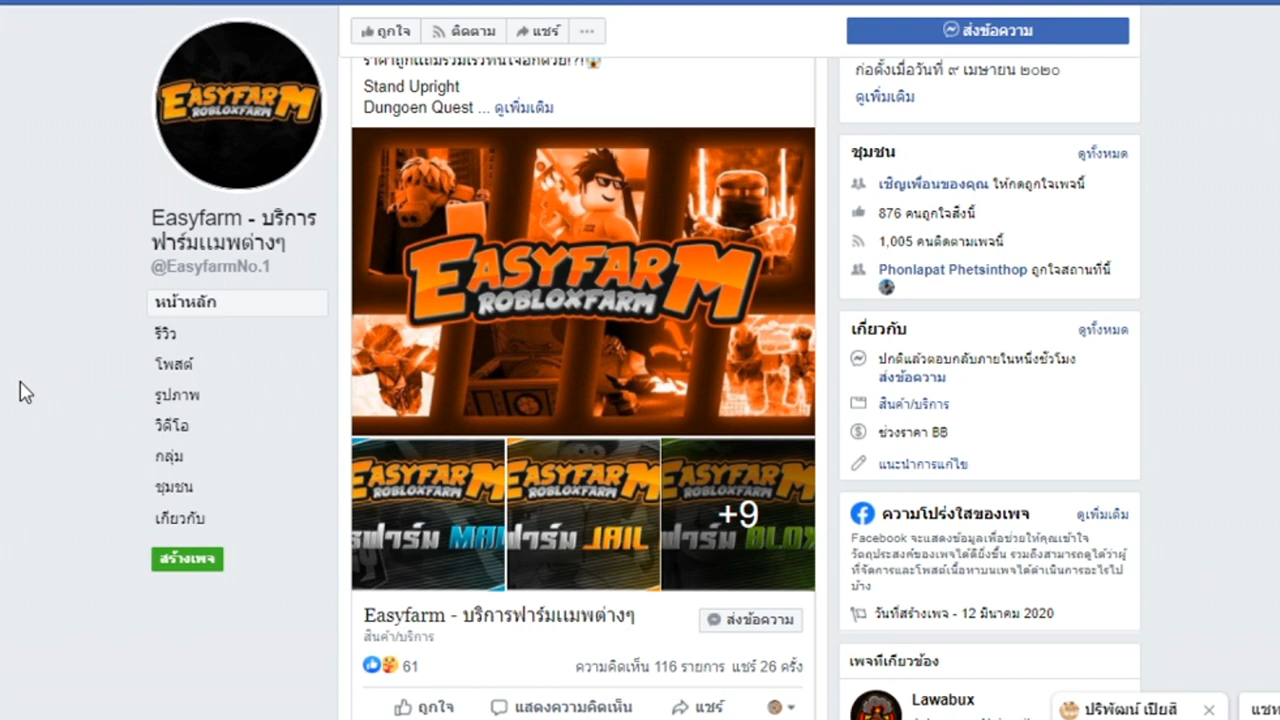 ถูกใจ
ติดตาม
แชร์
...
ส่งข้อความ
EASYFARM
ROBLOXFARM
Easyfarm - บริการ
ฟาร์มแมพต่างๆ
@EasyfarmNo.1
หน้าหลัก
รีวิว
โพสต์
รูปภาพ
วิดีโอ
กลุ่ม
ชุมชน
เกี่ยวกับ
สร้างเพจ
Stand Upright
Dungoen Quest ... ดูเพิ่มเติม
EASYFARM
ROBLOXFARM
EASYFARM
ROBLOXFARM
ฟาร์ม
EASYFARM
ROBLOXFARM
ฟาร์ม JAIL
EASYFARM
ROBLOXFARM
ฟาร์ม BLOX
+9
Easyfarm - บริการฟาร์มแมพต่างๆ
สินค้า/บริการ
ส่งข้อความ
61
ความคิดเห็น 116 รายการ แชร์ 26 ครั้ง
ถูกใจ
แสดงความคิดเห็น
แชร์
ก่อตั้งเมื่อวันที่ ๙ เมษายน ๒๐๒๐
ดูเพิ่มเติม
ชุมชน ดูทั้งหมด
เชิญเพื่อนของคุณ ให้กดถูกใจเพจนี้
876 คนถูกใจสิ่งนี้
1,005 คนติดตามเพจนี้
Phonlapat Phetsinthop ถูกใจสถานที่นี้
เกี่ยวกับ ดูทั้งหมด
ปกติแล้วตอบกลับภายในหนึ่งชั่วโมง
ส่งข้อความ
สินค้า/บริการ
ช่วงราคา ฿฿
แนะนำการแก้ไข
ความโปร่งใสของเพจ ดูเพิ่มเติม
Facebook จะแสดงข้อมูลเพื่อช่วยให้คุณเข้าใจ
วัตถุประสงค์ของเพจได้ดียิ่งขึ้น รวมถึงสามารถดูได้ว่าผู้
ที่จัดการและโพสต์เนื้อหาบนเพจได้ดำเนินการอะไรไป
บ้าง
วันที่สร้างเพจ - 12 มีนาคม 2020
เพจที่เกี่ยวข้อง
Lawabux
ปริพัฒน์ เปียสี